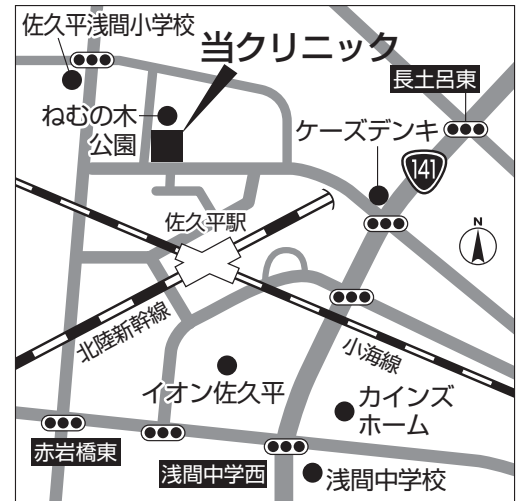 佐久平浅間小学校
当クリニック
長土呂東
ねむの木
公園
ケーズデンキ
141
佐久平駅
N
北陸新幹線
小海線
イオン佐久平
カインズ
ホーム
赤岩橋東
浅間中学西
浅間中学校